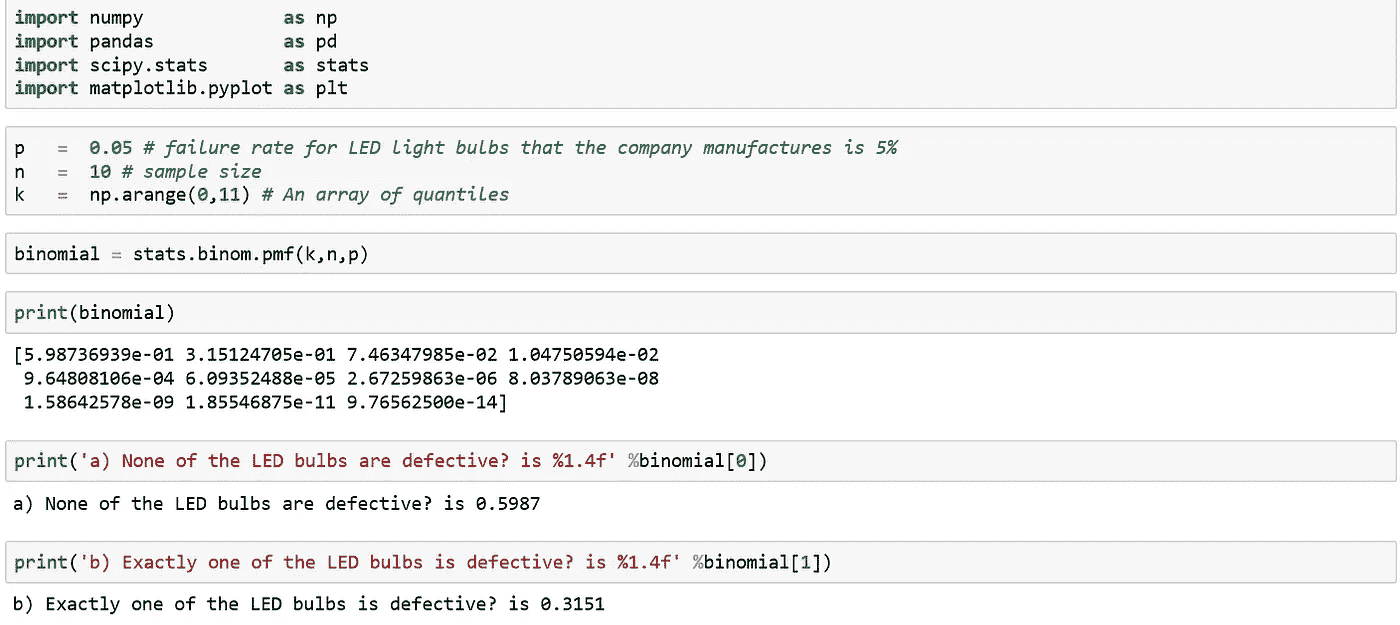 import numpy as np
import pandas as pd
import scipy.stats as stats
import matplotlib.pyplot as plt
p = 0.05 # failure rate for LED light bulbs that the company manufactures is 5%
n = 10 # sample size
k = np.arange(0,11) # An array of quantiles
binomial = stats.binom.pmf(k,n,p)
print(binomial)
[5.98736939e-01 3.15124705e-01 7.46347985e-02 1.04750594e-02
9.64808106e-04 6.09352488e-05 2.67259863e-06 8.03789063e-08
1.58642578e-09 1.85546875e-11 9.76562500e-14]
print('a) None of the LED bulbs are defective? is %1.4f' %binomial[0])
a) None of the LED bulbs are defective? is 0.5987
print('b) Exactly one of the LED bulbs is defective? is %1.4f' %binomial[1])
b) Exactly one of the LED bulbs is defective? is 0.3151